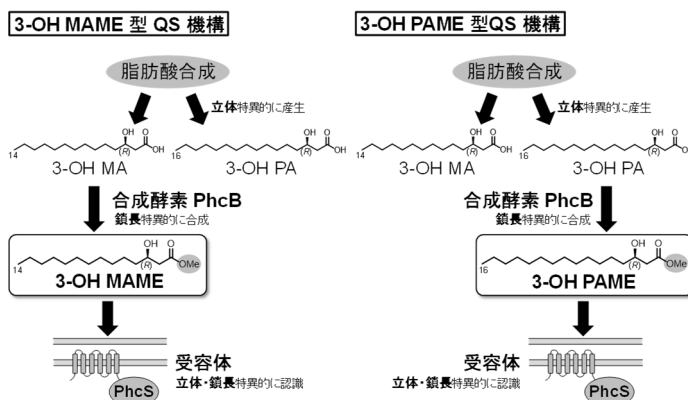 3-OH MAME 型 QS 機構
脂肪酸合成
立体特異的に産生
OH
O
OH
14
(R)
3-OH MA
OH
O
OH
16
(R)
3-OH PA
合成酵素 PhcB
鎖長特異的に合成
OH
O
OMe
14
(R)
3-OH MAME
受容体
立体・鎖長特異的に認識
PhcS
3-OH PAME 型QS 機構
脂肪酸合成
立体特異的に産生
OH
O
OH
14
(R)
3-OH MA
OH
O
16
(R)
3-OH PA
合成酵素 PhcB
鎖長特異的に合成
OH
O
OMe
16
(R)
3-OH PAME
受容体
立体・鎖長特異的に認識
PhcS